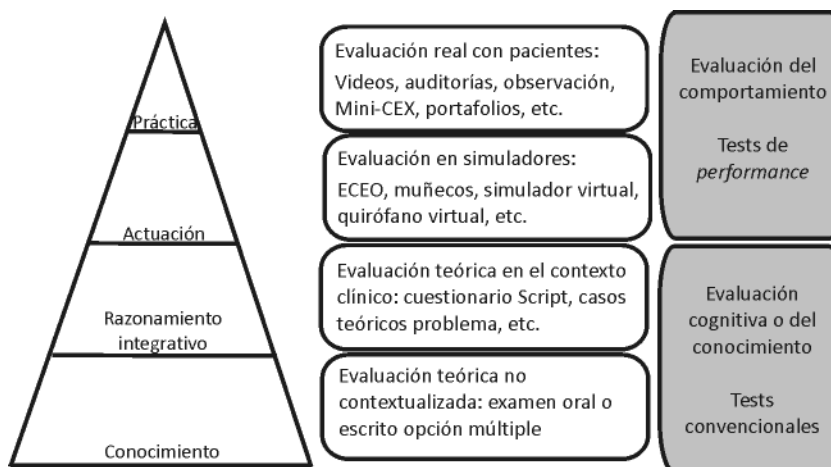 Práctica
Actuación
Razonamiento
integrativo
Conocimiento
Evaluación real con pacientes:
Videos, auditorías, observación,
Mini-CEX, portafolios, etc.
Evaluación en simuladores:
ECEO, muñecos, simulador virtual,
quirófano virtual, etc.
Evaluación teórica en el contexto
clínico: cuestionario Script, casos
teóricos problema, etc.
Evaluación teórica no
contextualizada: examen oral o
escrito opción múltiple
Evaluación del
comportamiento
Tests de
performance
Evaluación
cognitiva o del
conocimiento
Tests
convencionales